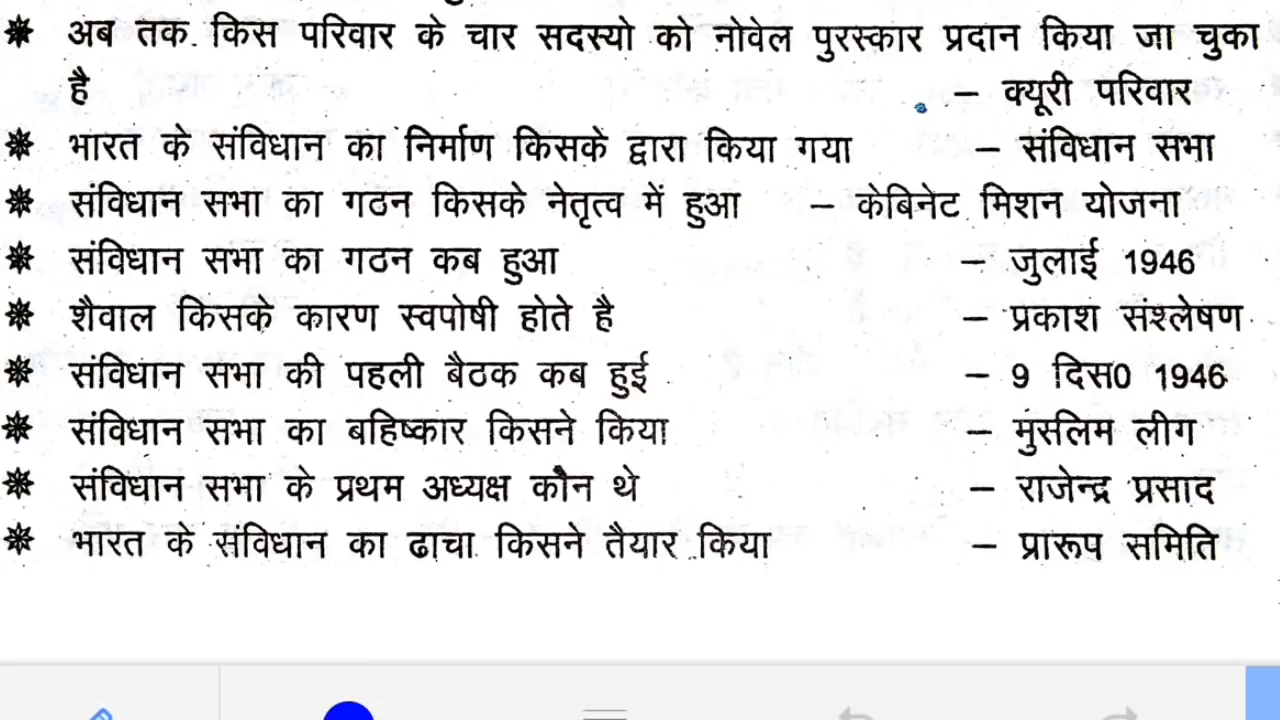 ✵ अब तक किस परिवार के चार सदस्यो को नोवेल पुरस्कार प्रदान किया जा चुका
है – क्यूरी परिवार
✵ भारत के संविधान का निर्माण किसके द्वारा किया गया – संविधान सभा
✵ संविधान सभा का गठन किसके नेतृत्व में हुआ – केबिनेट मिशन योजना
✵ संविधान सभा का गठन कब हुआ – जुलाई 1946
✵ शैवाल किसके कारण स्वपोषी होते है – प्रकाश संश्लेषण
✵ संविधान सभा की पहली बैठक कब हुई – 9 दिस0 1946
✵ संविधान सभा का बहिष्कार किसने किया – मुसलिम लीग
✵ संविधान सभा के प्रथम अध्यक्ष कौन थे – राजेन्द्र प्रसाद
✵ भारत के संविधान का ढाचा किसने तैयार किया – प्रारूप समिति